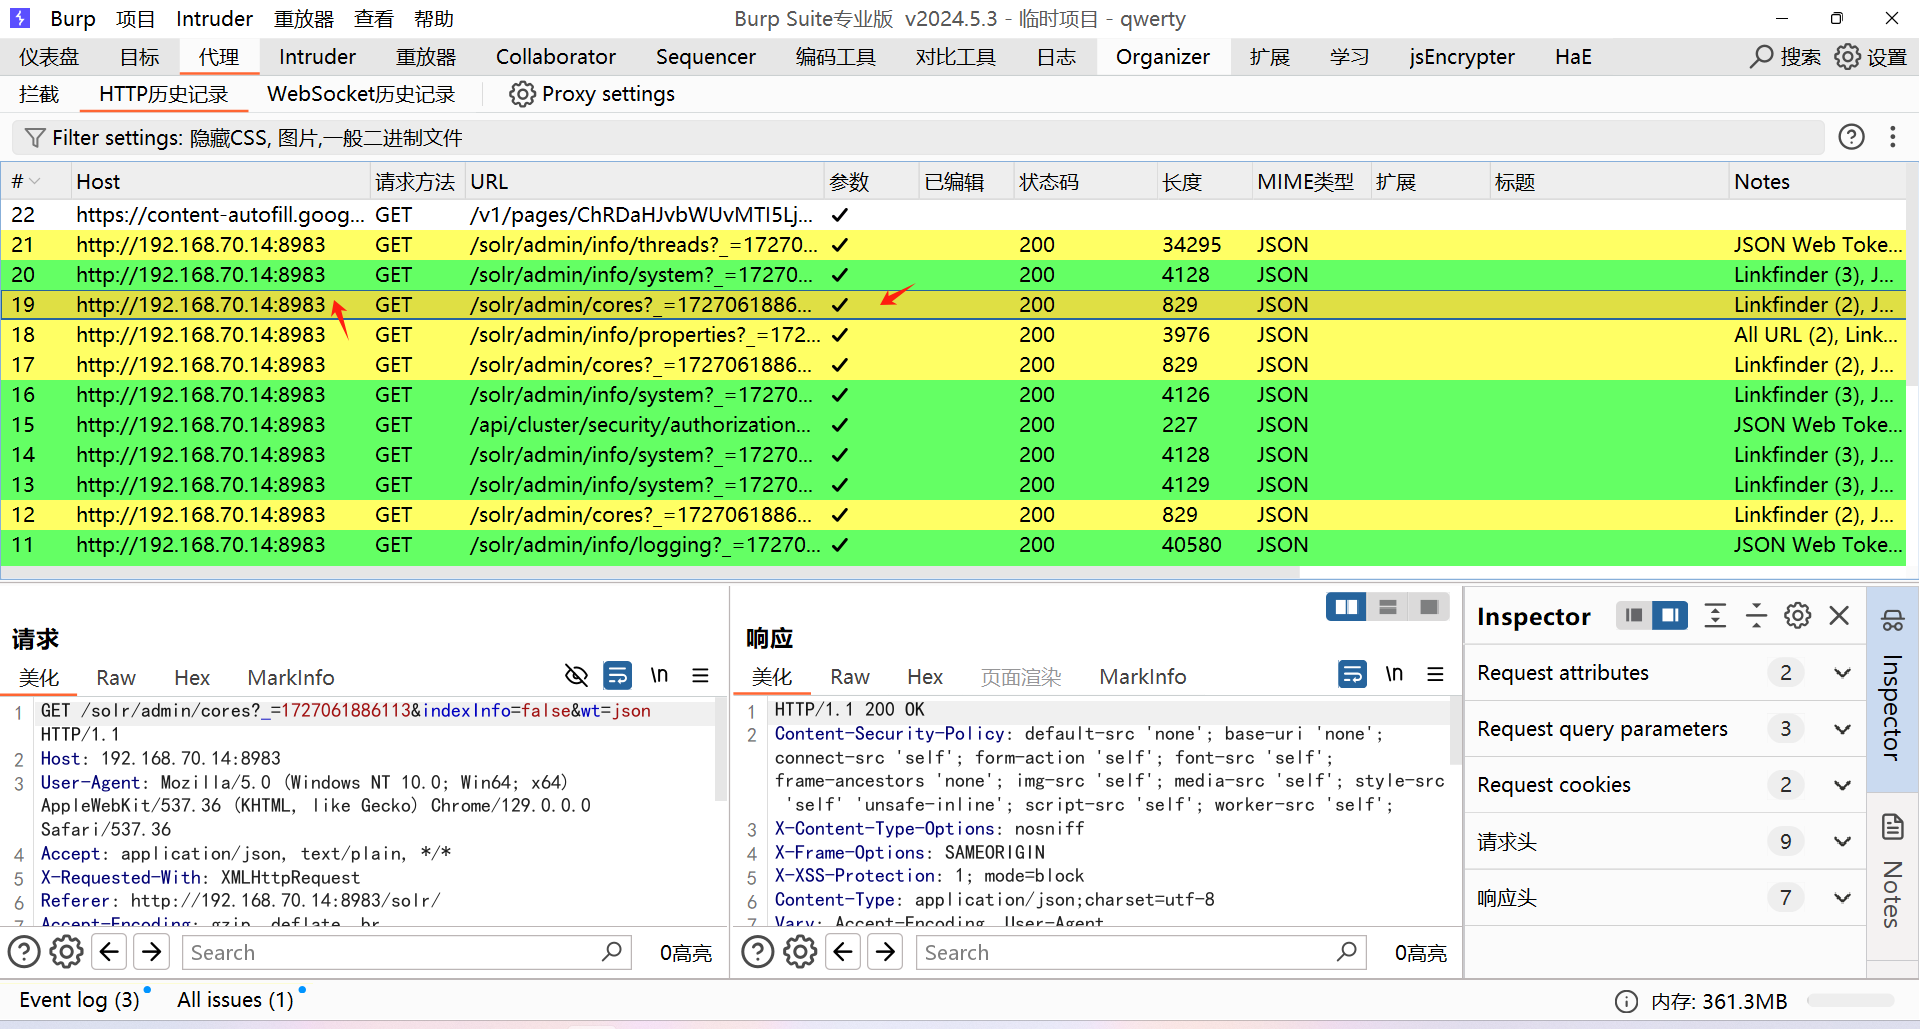 Burp 项目 Intruder 重放器 查看 帮助 Burp Suite专业版 v2024.5.3 - 临时项目 - qwerty
仪表盘 目标 代理 Intruder 重放器 Collaborator Sequencer 编码工具 对比工具 日志 Organizer 扩展 学习 jsEncrypter HaE 搜索 设置
拦截 HTTP历史记录 WebSocket历史记录 Proxy settings
Filter settings: 隐藏CSS, 图片,一般二进制文件
# Host 请求方法 URL 参数 已编辑 状态码 长度 MIME类型 扩展 标题 Notes
22 https://content-autofill.goog... GET /v1/pages/ChRDaHJvbWUvMTI5Lj... ✓
21 http://192.168.70.14:8983 GET /solr/admin/info/threads?_=17270... ✓ 200 34295 JSON JSON Web Toke...
20 http://192.168.70.14:8983 GET /solr/admin/info/system?_=17270... ✓ 200 4128 JSON Linkfinder (3), J...
19 http://192.168.70.14:8983 GET /solr/admin/cores?_=1727061886... ✓ 200 829 JSON Linkfinder (2), J...
18 http://192.168.70.14:8983 GET /solr/admin/info/properties?_=172... ✓ 200 3976 JSON All URL (2), Link...
17 http://192.168.70.14:8983 GET /solr/admin/cores?_=1727061886... ✓ 200 829 JSON Linkfinder (2), J...
16 http://192.168.70.14:8983 GET /solr/admin/info/system?_=17270... ✓ 200 4126 JSON Linkfinder (3), J...
15 http://192.168.70.14:8983 GET /api/cluster/security/authorization... ✓ 200 227 JSON JSON Web Toke...
14 http://192.168.70.14:8983 GET /solr/admin/info/system?_=17270... ✓ 200 4128 JSON Linkfinder (3), J...
13 http://192.168.70.14:8983 GET /solr/admin/info/system?_=17270... ✓ 200 4129 JSON Linkfinder (3), J...
12 http://192.168.70.14:8983 GET /solr/admin/cores?_=1727061886... ✓ 200 829 JSON Linkfinder (2), J...
11 http://192.168.70.14:8983 GET /solr/admin/info/logging?_=17270... ✓ 200 40580 JSON JSON Web Toke...
请求
美化 Raw Hex MarkInfo \n
1 GET /solr/admin/cores?_=1727061886113&indexInfo=false&wt=json
HTTP/1.1
2 Host: 192.168.70.14:8983
3 User-Agent: Mozilla/5.0 (Windows NT 10.0; Win64; x64)
AppleWebKit/537.36 (KHTML, like Gecko) Chrome/129.0.0.0
Safari/537.36
4 Accept: application/json, text/plain, */*
5 X-Requested-With: XMLHttpRequest
6 Referer: http://192.168.70.14:8983/solr/
7 Accept-Encoding: gzip, deflate, br
Search 0高亮
响应
美化 Raw Hex 页面渲染 MarkInfo \n
1 HTTP/1.1 200 OK
2 Content-Security-Policy: default-src 'none'; base-uri 'none';
connect-src 'self'; form-action 'self'; font-src 'self';
frame-ancestors 'none'; img-src 'self'; media-src 'self'; style-src
'self' 'unsafe-inline'; script-src 'self'; worker-src 'self';
3 X-Content-Type-Options: nosniff
4 X-Frame-Options: SAMEORIGIN
5 X-XSS-Protection: 1; mode=block
6 Content-Type: application/json;charset=utf-8
7 Vary: Accept-Encoding, User-Agent
Search 0高亮
Inspector
Request attributes 2
Request query parameters 3
Request cookies 2
请求头 9
响应头 7
Inspector
Notes
Event log (3) All issues (1) 内存: 361.3MB